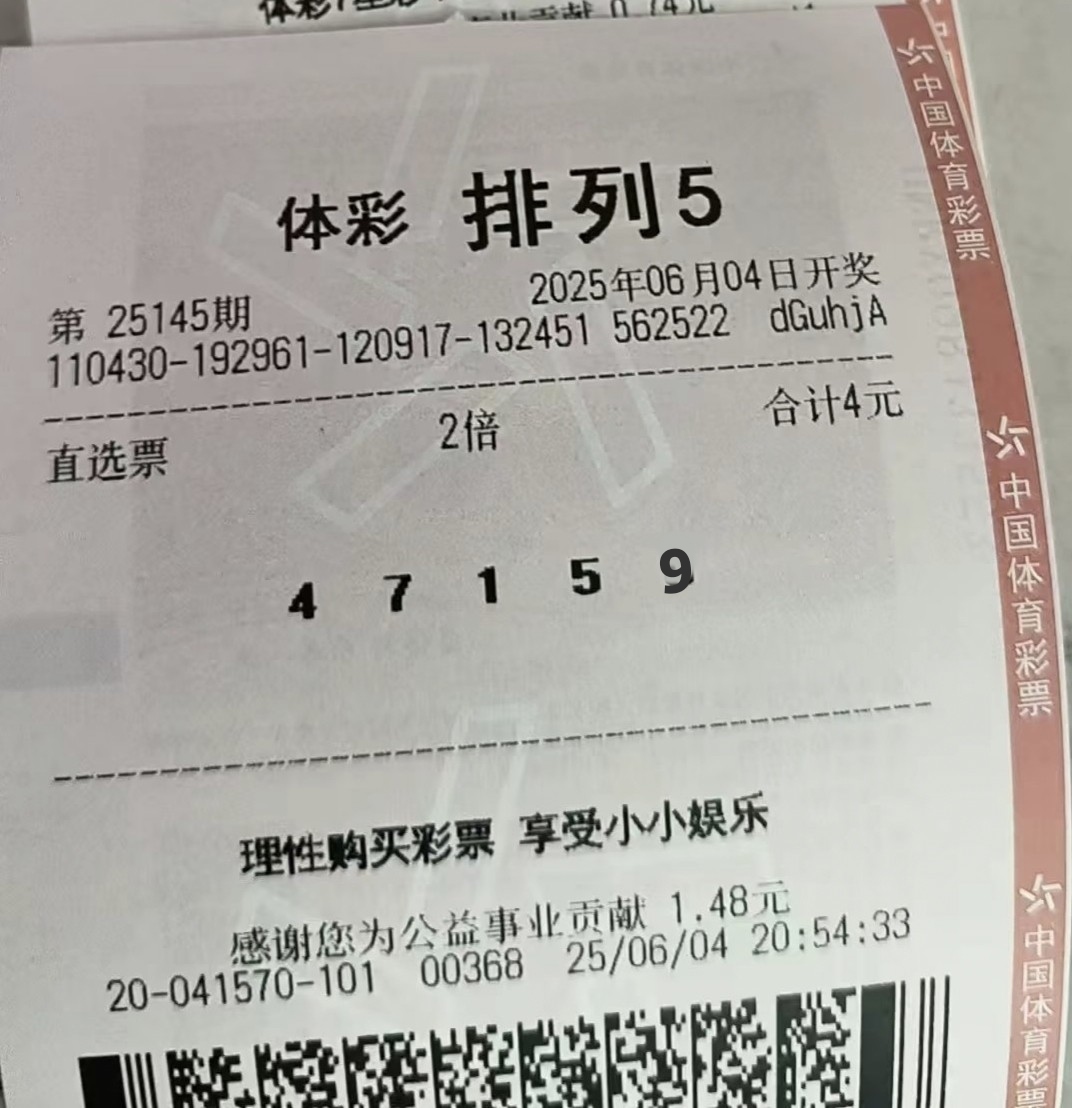 体彩 排列5
第 25145期 2025年06月04日开奖
110430-192961-120917-132451 562522 dGuhjA
直选票 2倍 合计4元
4 7 1 5 9
理性购买彩票 享受小小娱乐
感谢您为公益事业贡献 1.48元
20-041570-101 00368 25/06/04 20:54:33
中国体育彩票
中国体育彩票
中国体育彩票